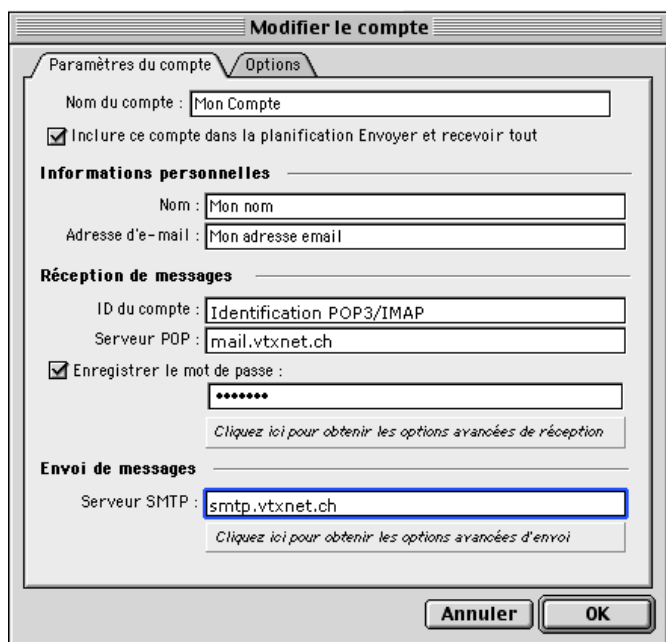 Modifier le compte
Paramètres du compte Options
Nom du compte : Mon Compte
Inclure ce compte dans la planification Envoyer et recevoir tout
Informations personnelles
Nom : Mon nom
Adresse d'e-mail : Mon adresse email
Réception de messages
ID du compte : Identification POP3/IMAP
Serveur POP : mail.vtxnet.ch
Enregistrer le mot de passe :
•••••••
Cliquez ici pour obtenir les options avancées de réception
Envoi de messages
Serveur SMTP : smtp.vtxnet.ch
Cliquez ici pour obtenir les options avancées d'envoi
Annuler OK